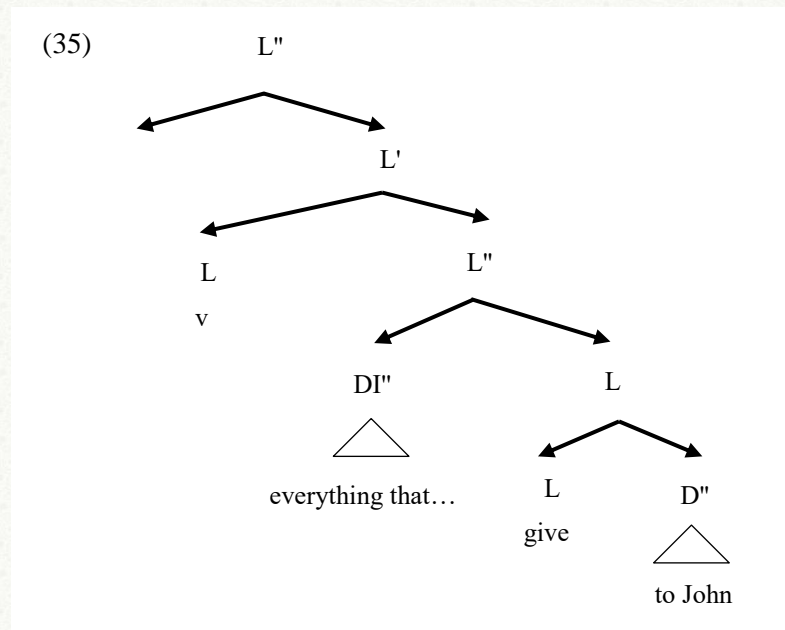 (35) L"
L'
L L"
v
DI" L
everything that… L D"
give
to John